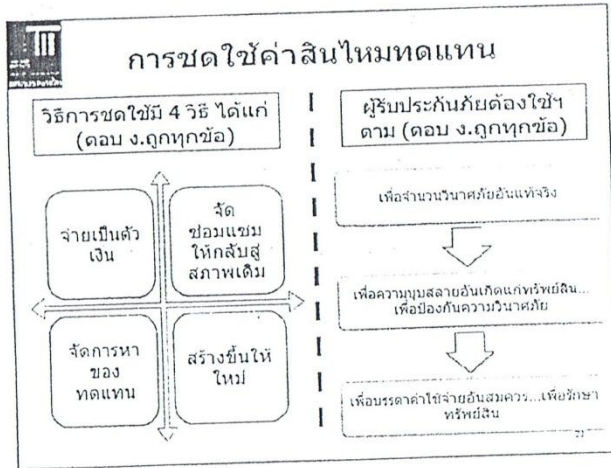 การชดใช้ค่าสินไหมทดแทน
วิธีการชดใช้มี 4 วิธี ได้แก่
(ตอบ ง.ถูกทุกข้อ)
จ่ายเป็นตัว
เงิน
จัด
ซ่อมแซม
ให้กลับสู่
สภาพเดิม
จัดการหา
ของ
ทดแทน
สร้างขึ้นให้
ใหม่
ผู้รับประกันภัยต้องใช้ฯ
ตาม (ตอบ ง.ถูกทุกข้อ)
เพื่อจำนวนวินาศภัยอันแท้จริง
เพื่อความบุบสลายอันเกิดแก่ทรัพย์สิน...
เพื่อป้องกันความวินาศภัย
เพื่อบรรดาค่าใช้จ่ายอันสมควร...เพื่อรักษา
ทรัพย์สิน